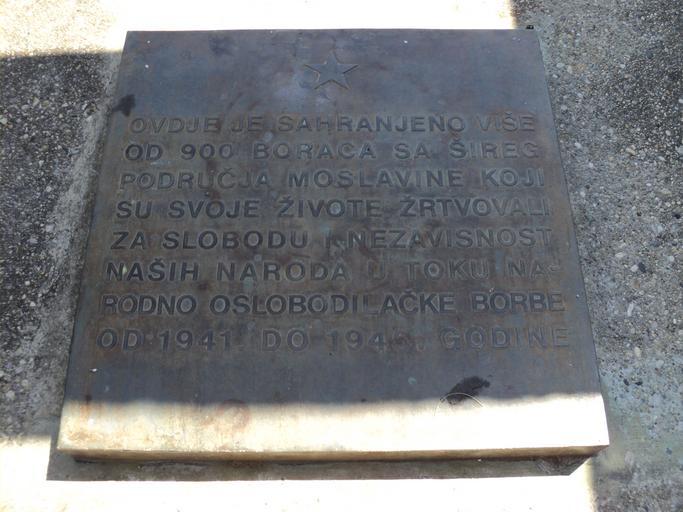 OVDJE JE SAHRANJENO VIŠE
OD 900 BORACA SA ŠIREG
PODRUČJA MOSLAVINE KOJI
SU SVOJE ŽIVOTE ŽRTVOVALI
ZA SLOBODU I NEZAVISNOST
NAŠIH NARODA U TOKU NA-
RODNO OSLOBODILAČKE BORBE
OD 1941. DO GODINE